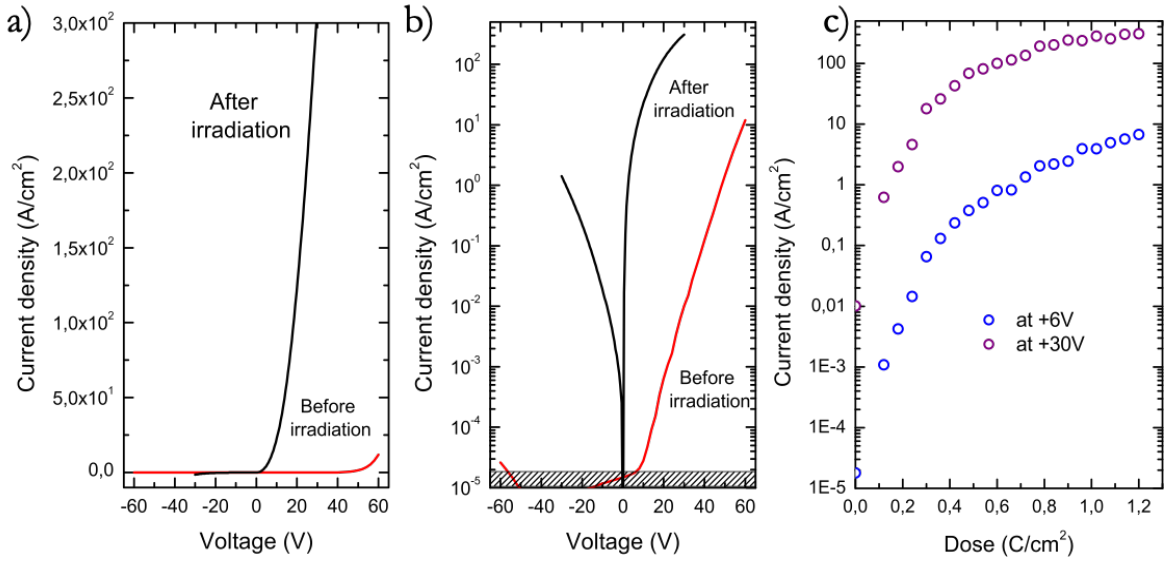 a)
Current density (A/cm²)
3,0x10²
2,5x10²
2,0x10²
1,5x10²
1,0x10²
5,0x10¹
0,0
After
irradiation
Before
irradiation
-60 -40 -20 0 20 40 60
Voltage (V)
b)
Current density (A/cm²)
10²
10¹
10⁰
10⁻¹
10⁻²
10⁻³
10⁻⁴
10⁻⁵
After
irradiation
Before
irradiation
-60 -40 -20 0 20 40 60
Voltage (V)
c)
Current density (A/cm²)
100
10
1
0,1
0,01
1E-3
1E-4
1E-5
at +6V
at +30V
0,0 0,2 0,4 0,6 0,8 1,0 1,2
Dose (C/cm²)